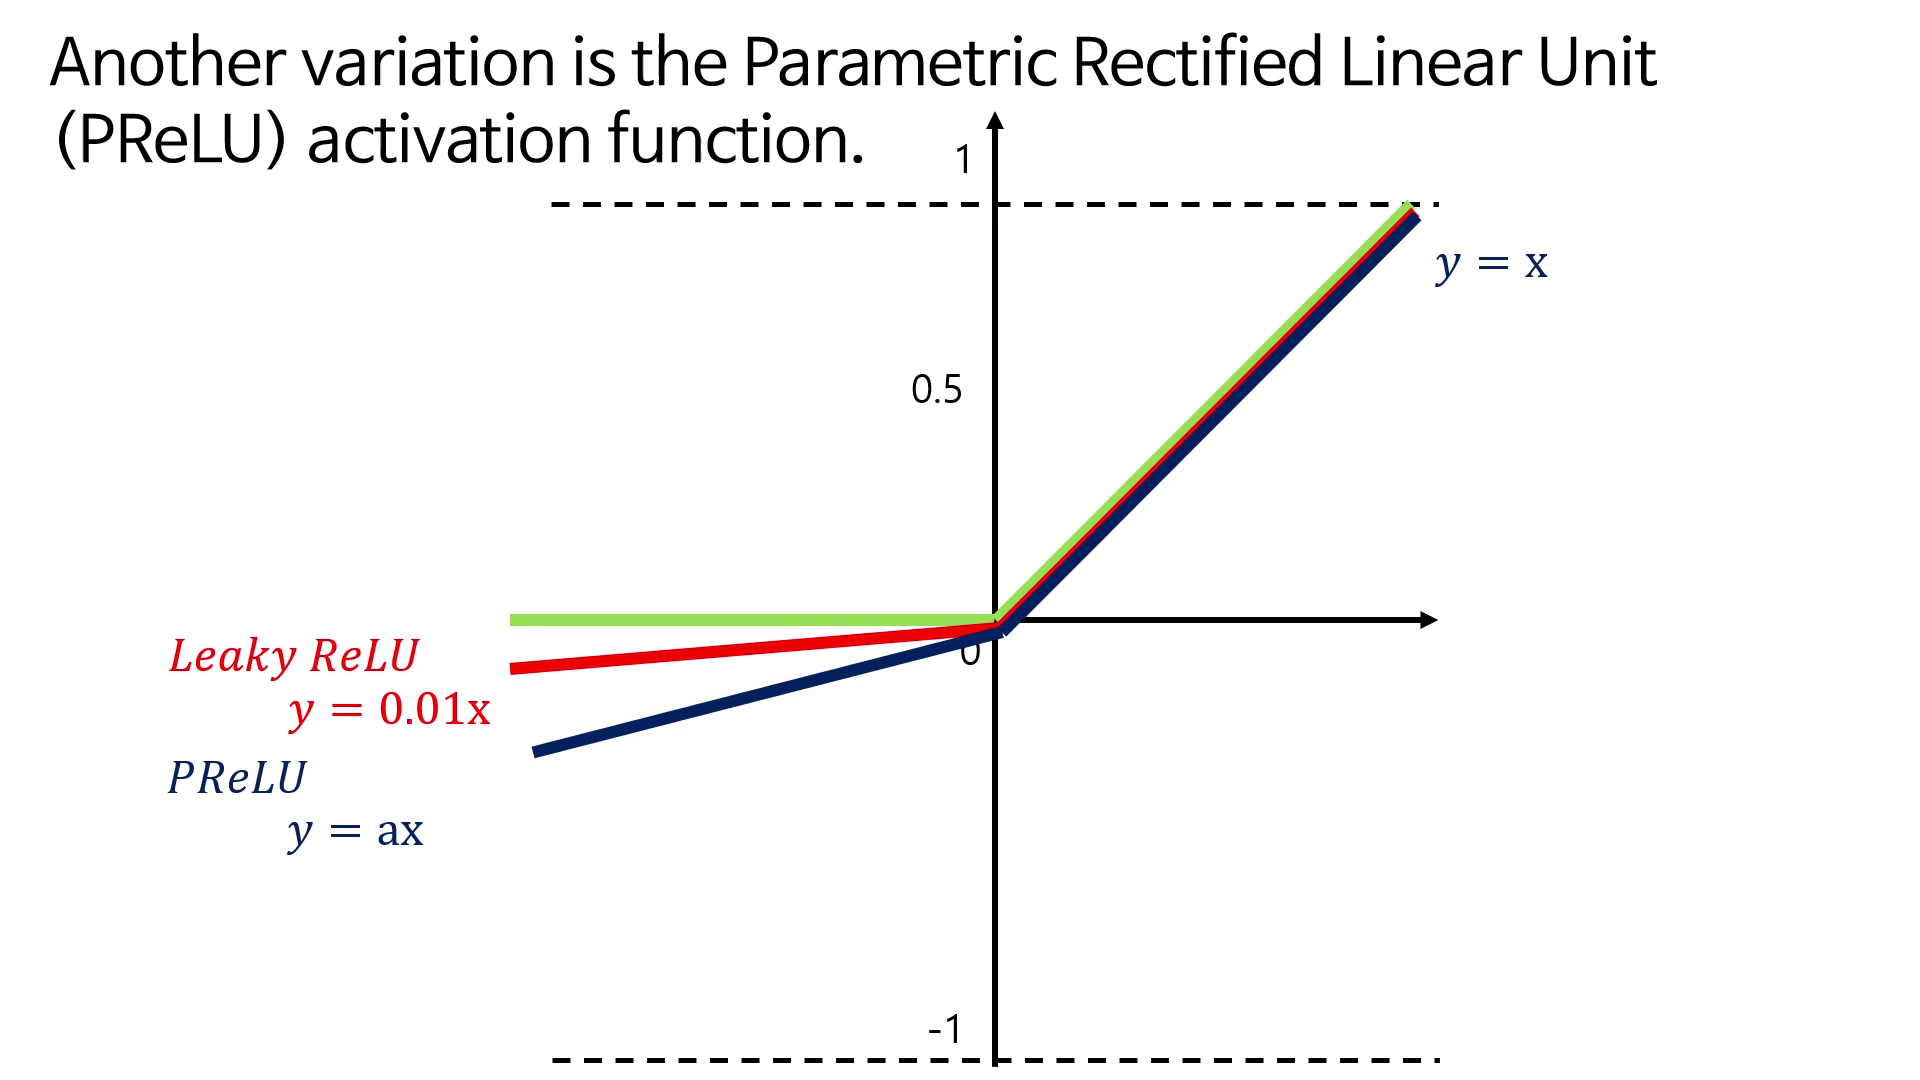 Another variation is the Parametric Rectified Linear Unit
(PReLU) activation function.
1
y = x
0.5
0
Leaky ReLU
y = 0.01x
PReLU
y = ax
-1